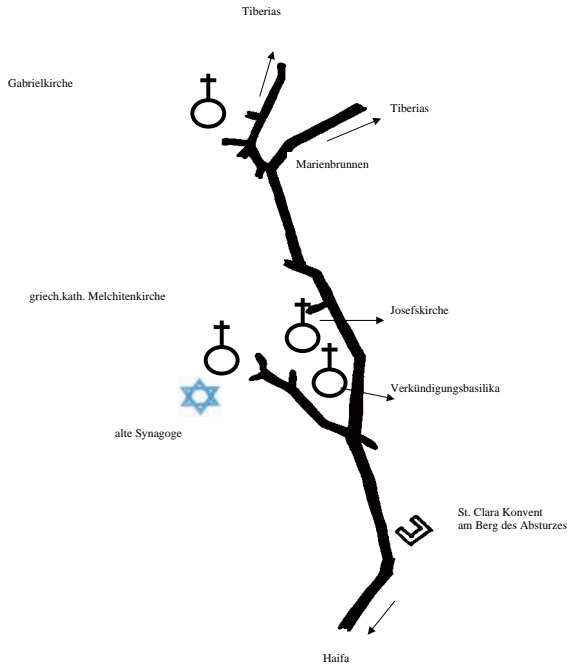 Tiberias
Gabrielkirche
Tiberias
Marienbrunnen
griech.kath. Melchitenkirche
Josefskirche
Verkündigungsbasilika
alte Synagoge
St. Clara Konvent
am Berg des Absturzes
Haifa